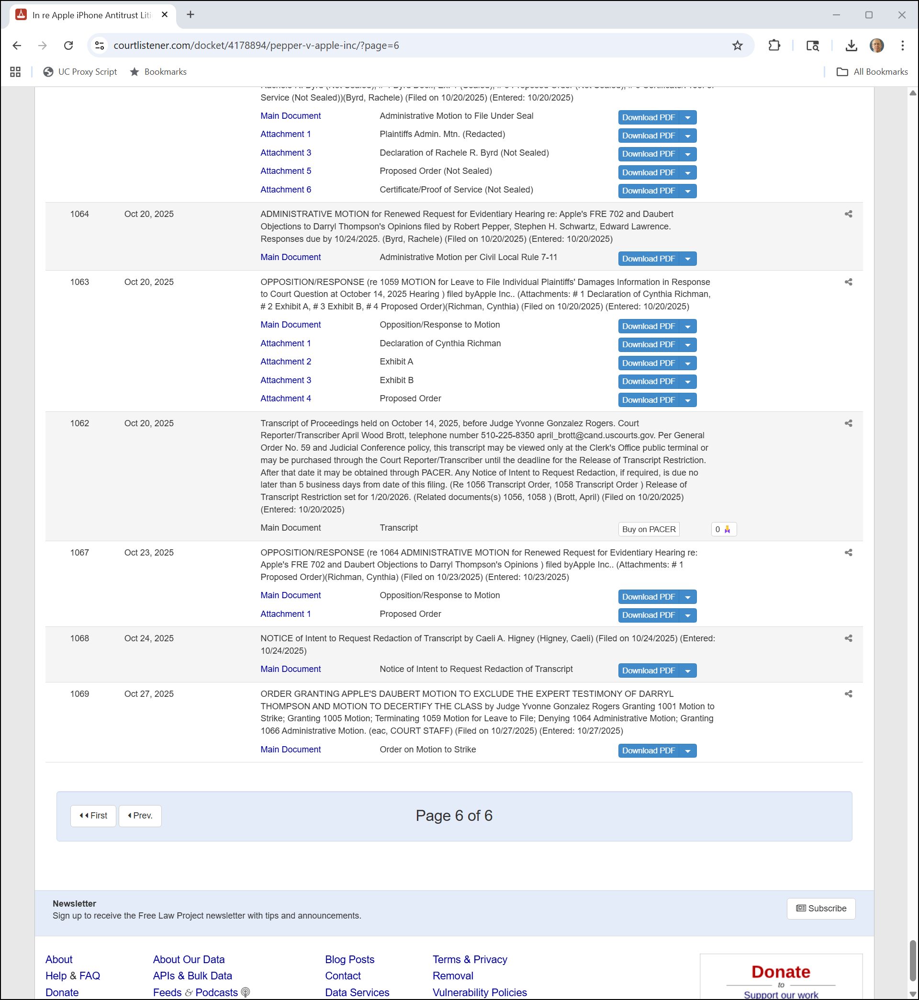 In re Apple iPhone Antitrust Liti
courtlistener.com/docket/4178894/pepper-v-apple-inc/?page=6
UC Proxy Script
Bookmarks
All Bookmarks
Service (Not Sealed))(Byrd, Rachele) (Filed on 10/20/2025) (Entered: 10/20/2025)
Main Document Administrative Motion to File Under Seal Download PDF
Attachment 1 Plaintiffs Admin. Mtn. (Redacted) Download PDF
Attachment 3 Declaration of Rachele R. Byrd (Not Sealed) Download PDF
Attachment 5 Proposed Order (Not Sealed) Download PDF
Attachment 6 Certificate/Proof of Service (Not Sealed) Download PDF
1064 Oct 20, 2025 ADMINISTRATIVE MOTION for Renewed Request for Evidentiary Hearing re: Apple's FRE 702 and Daubert
Objections to Darryl Thompson's Opinions filed by Robert Pepper, Stephen H. Schwartz, Edward Lawrence.
Responses due by 10/24/2025. (Byrd, Rachele) (Filed on 10/20/2025) (Entered: 10/20/2025)
Main Document Administrative Motion per Civil Local Rule 7-11 Download PDF
1063 Oct 20, 2025 OPPOSITION/RESPONSE (re 1059 MOTION for Leave to File Individual Plaintiffs' Damages Information in Response
to Court Question at October 14, 2025 Hearing ) filed byApple Inc.. (Attachments: # 1 Declaration of Cynthia Richman,
# 2 Exhibit A, # 3 Exhibit B, # 4 Proposed Order)(Richman, Cynthia) (Filed on 10/20/2025) (Entered: 10/20/2025)
Main Document Opposition/Response to Motion Download PDF
Attachment 1 Declaration of Cynthia Richman Download PDF
Attachment 2 Exhibit A Download PDF
Attachment 3 Exhibit B Download PDF
Attachment 4 Proposed Order Download PDF
1062 Oct 20, 2025 Transcript of Proceedings held on October 14, 2025, before Judge Yvonne Gonzalez Rogers. Court
Reporter/Transcriber April Wood Brott, telephone number 510-225-8350 april_brott@cand.uscourts.gov. Per General
Order No. 59 and Judicial Conference policy, this transcript may be viewed only at the Clerk's Office public terminal or
may be purchased through the Court Reporter/Transcriber until the deadline for the Release of Transcript Restriction.
After that date it may be obtained through PACER. Any Notice of Intent to Request Redaction, if required, is due no
later than 5 business days from date of this filing. (Re 1056 Transcript Order, 1058 Transcript Order ) Release of
Transcript Restriction set for 1/20/2026. (Related documents(s) 1056, 1058 ) (Brott, April) (Filed on 10/20/2025)
(Entered: 10/20/2025)
Main Document Transcript Buy on PACER 0
1067 Oct 23, 2025 OPPOSITION/RESPONSE (re 1064 ADMINISTRATIVE MOTION for Renewed Request for Evidentiary Hearing re:
Apple's FRE 702 and Daubert Objections to Darryl Thompson's Opinions ) filed byApple Inc.. (Attachments: # 1
Proposed Order)(Richman, Cynthia) (Filed on 10/23/2025) (Entered: 10/23/2025)
Main Document Opposition/Response to Motion Download PDF
Attachment 1 Proposed Order Download PDF
1068 Oct 24, 2025 NOTICE of Intent to Request Redaction of Transcript by Caeli A. Higney (Higney, Caeli) (Filed on 10/24/2025) (Entered:
10/24/2025)
Main Document Notice of Intent to Request Redaction of Transcript Download PDF
1069 Oct 27, 2025 ORDER GRANTING APPLE'S DAUBERT MOTION TO EXCLUDE THE EXPERT TESTIMONY OF DARRYL
THOMPSON AND MOTION TO DECERTIFY THE CLASS by Judge Yvonne Gonzalez Rogers Granting 1001 Motion to
Strike; Granting 1005 Motion; Terminating 1059 Motion for Leave to File; Denying 1064 Administrative Motion; Granting
1066 Administrative Motion. (eac, COURT STAFF) (Filed on 10/27/2025) (Entered: 10/27/2025)
Main Document Order on Motion to Strike Download PDF
First Prev. Page 6 of 6
Newsletter
Sign up to receive the Free Law Project newsletter with tips and announcements.
Subscribe
About About Our Data Blog Posts Terms & Privacy
Help & FAQ APIs & Bulk Data Contact Removal
Donate Feeds & Podcasts Data Services Vulnerability Policies
Donate
to
Support our work